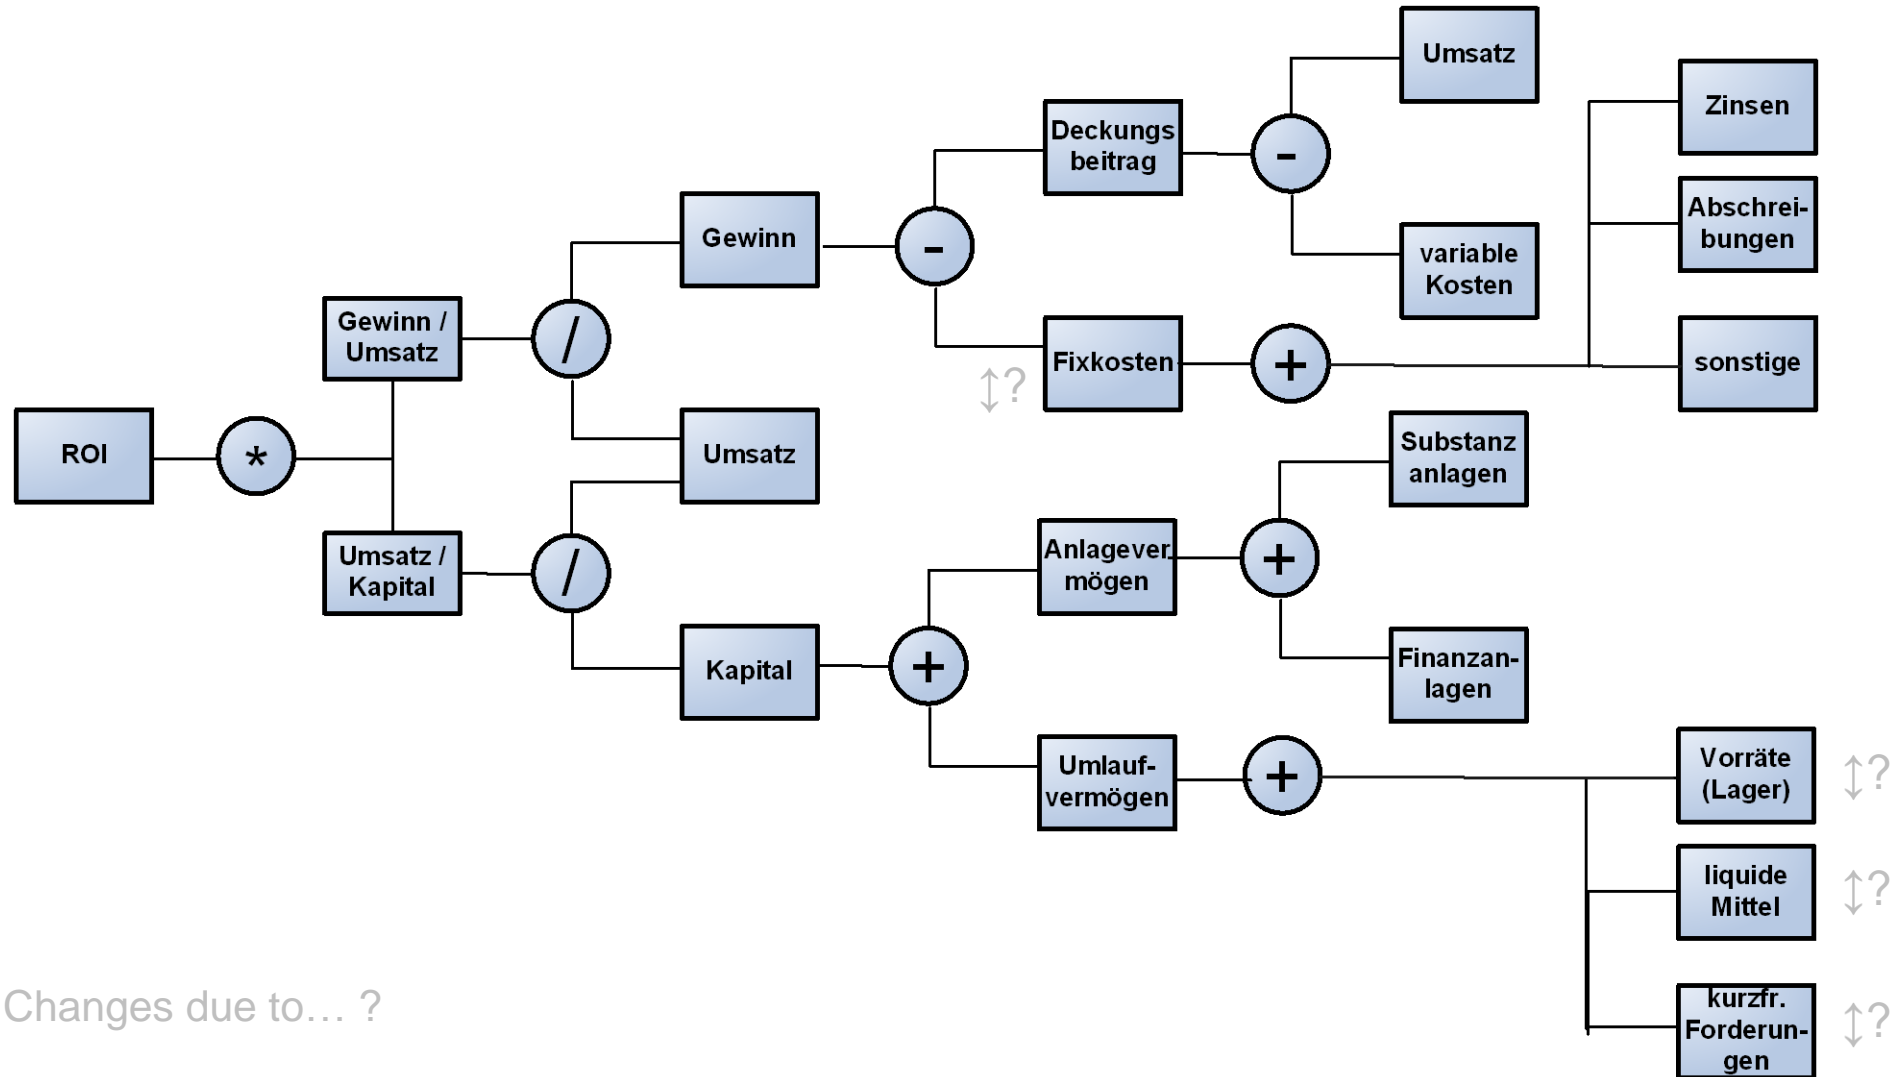 Umsatz
Zinsen
Deckungs
beitrag
-
Abschrei-
bungen
Gewinn
-
variable
Kosten
Gewinn /
Umsatz
/
Fixkosten
+
sonstige
↕?
ROI
*
Umsatz
Substanz
anlagen
Umsatz /
Kapital
/
Anlagever
mögen
+
Kapital
+
Finanzan-
lagen
Umlauf-
vermögen
+
Vorräte
(Lager)
↕?
liquide
Mittel
↕?
kurzfr.
Forderun-
gen
↕?
Changes due to... ?